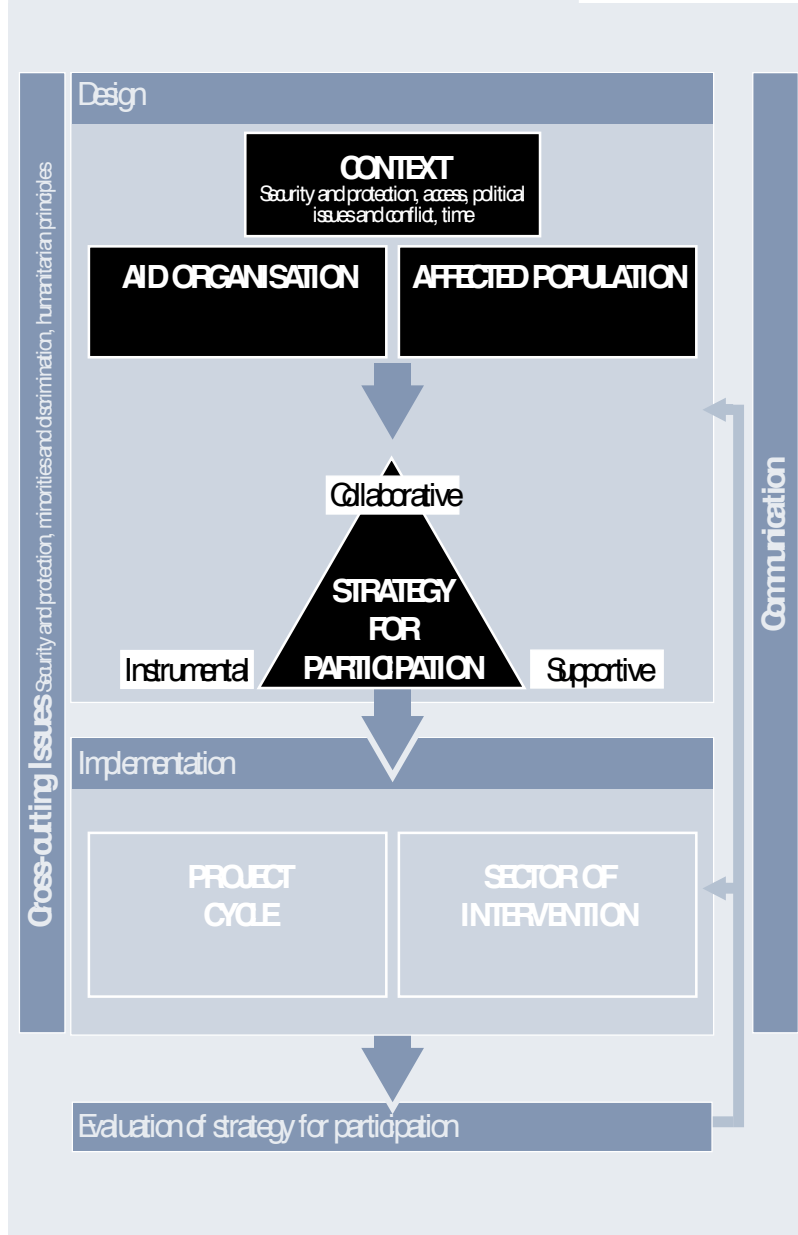 Design
CONTEXT
Security and protection, access, political
issues and conflict, time
AID ORGANISATION
AFFECTED POPULATION
Collaborative
STRATEGY
FOR
PARTICIPATION
Instrumental
Supportive
Implementation
PROJECT
CYCLE
SECTOR OF
INTERVENTION
Evaluation of strategy for participation
Cross-cutting Issues Security and protection, minorities and discrimination, humanitarian principles
Communication